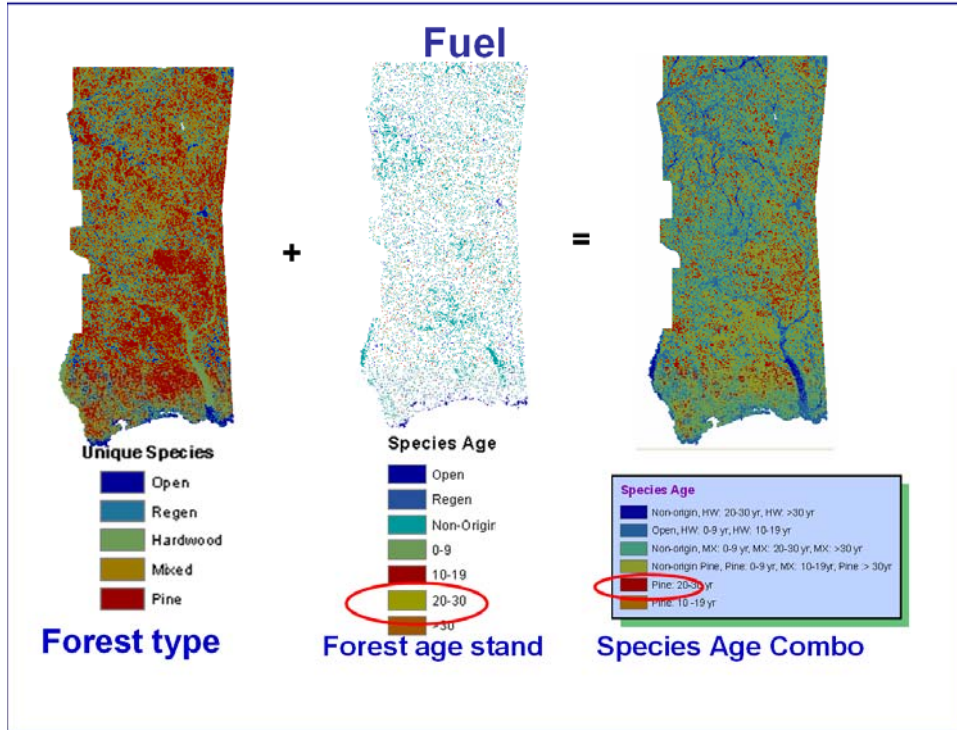 Fuel
+
=
Unique Species
Open
Regen
Hardwood
Mixed
Pine
Forest type
Species Age
Open
Regen
Non-Origin
0-9
10-19
20-30
>30
Forest age stand
Species Age
Non-origin, HW: 20-30 yr, HW: >30 yr
Open, HW: 0-9 yr, HW: 10-19 yr
Non-origin, MX: 0-9 yr, MX: 20-30 yr, MX: >30 yr
Non-origin Pine, Pine: 0-9 yr, MX: 10-19yr, Pine :> 30yr
Pine: 20-30 yr
Pine: 10 -19 yr
Species Age Combo